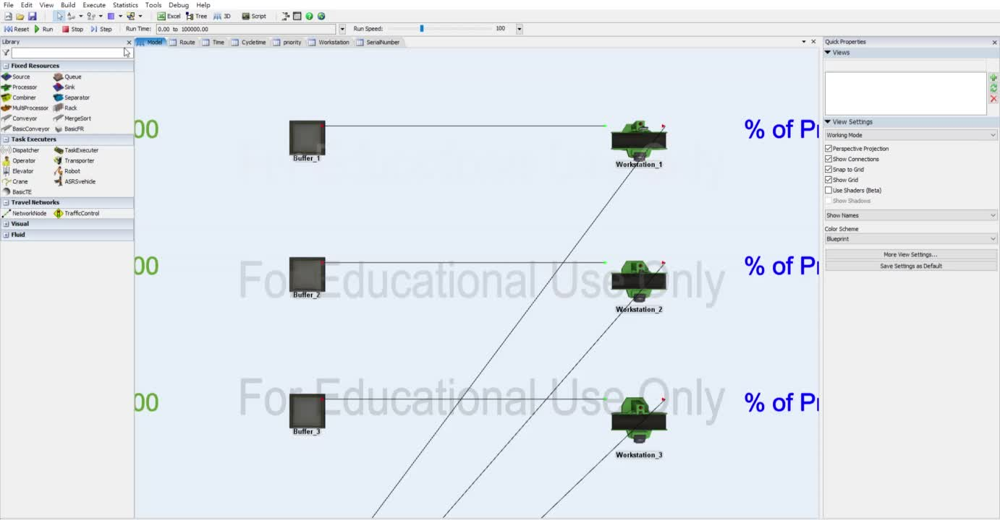 File Edit View Build Execute Statistics Tools Debug Help
Excel Tree 3D Script
Reset Run Stop Step Run Time: 0.00 to 100000.00 Run Speed: 100
Library
Model Route Time Cycletime priority Workstation SerialNumber
Quick Properties
Views
Fixed Resources
Source Queue
Processor Sink
Combiner Separator
MultiProcessor Rack
Conveyor MergeSort
BasicConveyor BasicFR
Task Executers
Dispatcher TaskExecuter
Operator Transporter
Elevator Robot
Crane ASRSvehicle
BasicTE
Travel Networks
NetworkNode TrafficControl
Visual
Fluid
00 % of P
Buffer_1 Workstation_1
00 % of P
For Educational Use Only
Buffer_2 Workstation_2
00 % of P
For Educational Use Only
Buffer_3 Workstation_3
View Settings
Working Mode
Perspective Projection
Show Connections
Snap to Grid
Show Grid
Use Shaders (Beta)
Show Shadows
Show Names
Color Scheme
Blueprint
More View Settings...
Save Settings as Default